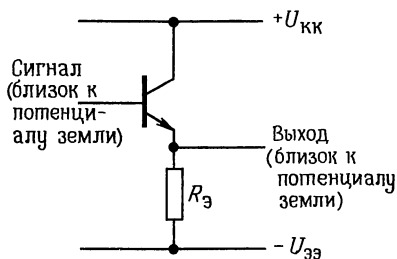 +Uкк
Сигнал
(близок к
потенци-
алу земли)
Выход
(близок к
потенциалу
земли)
Rэ
−Uээ